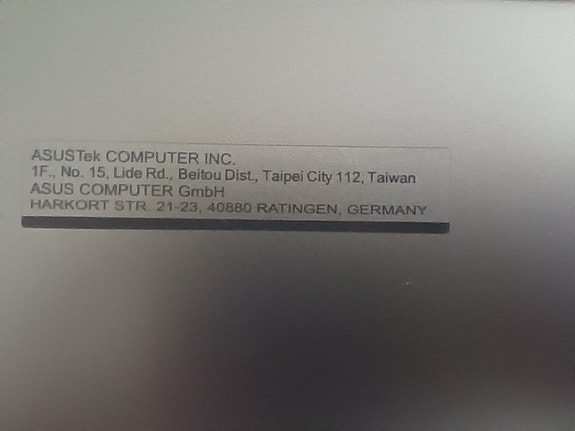 ASUSTek COMPUTER INC.
1F., No. 15, Lide Rd., Beitou Dist., Taipei City 112, Taiwan
ASUS COMPUTER GmbH
HARKORT STR. 21-23, 40880 RATINGEN, GERMANY